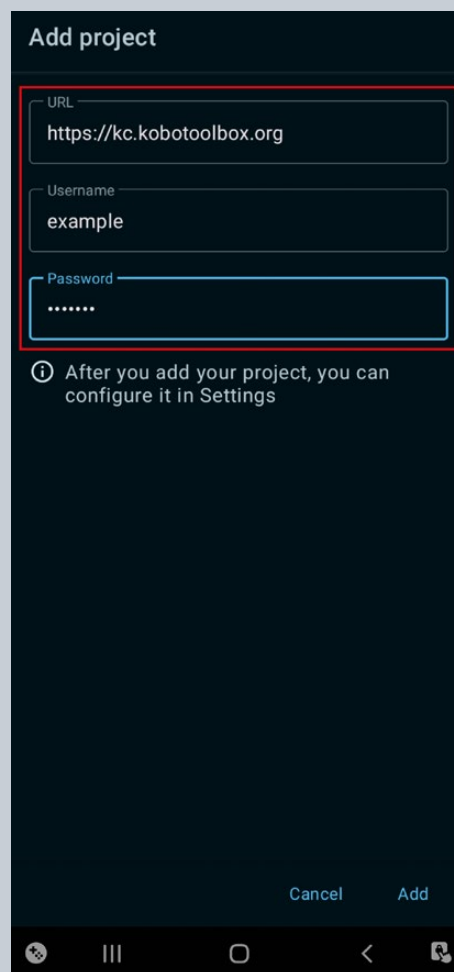 Add project
URL
https://kc.kobotoolbox.org
Username
example
Password
•••••••
After you add your project, you can
configure it in Settings
Cancel Add